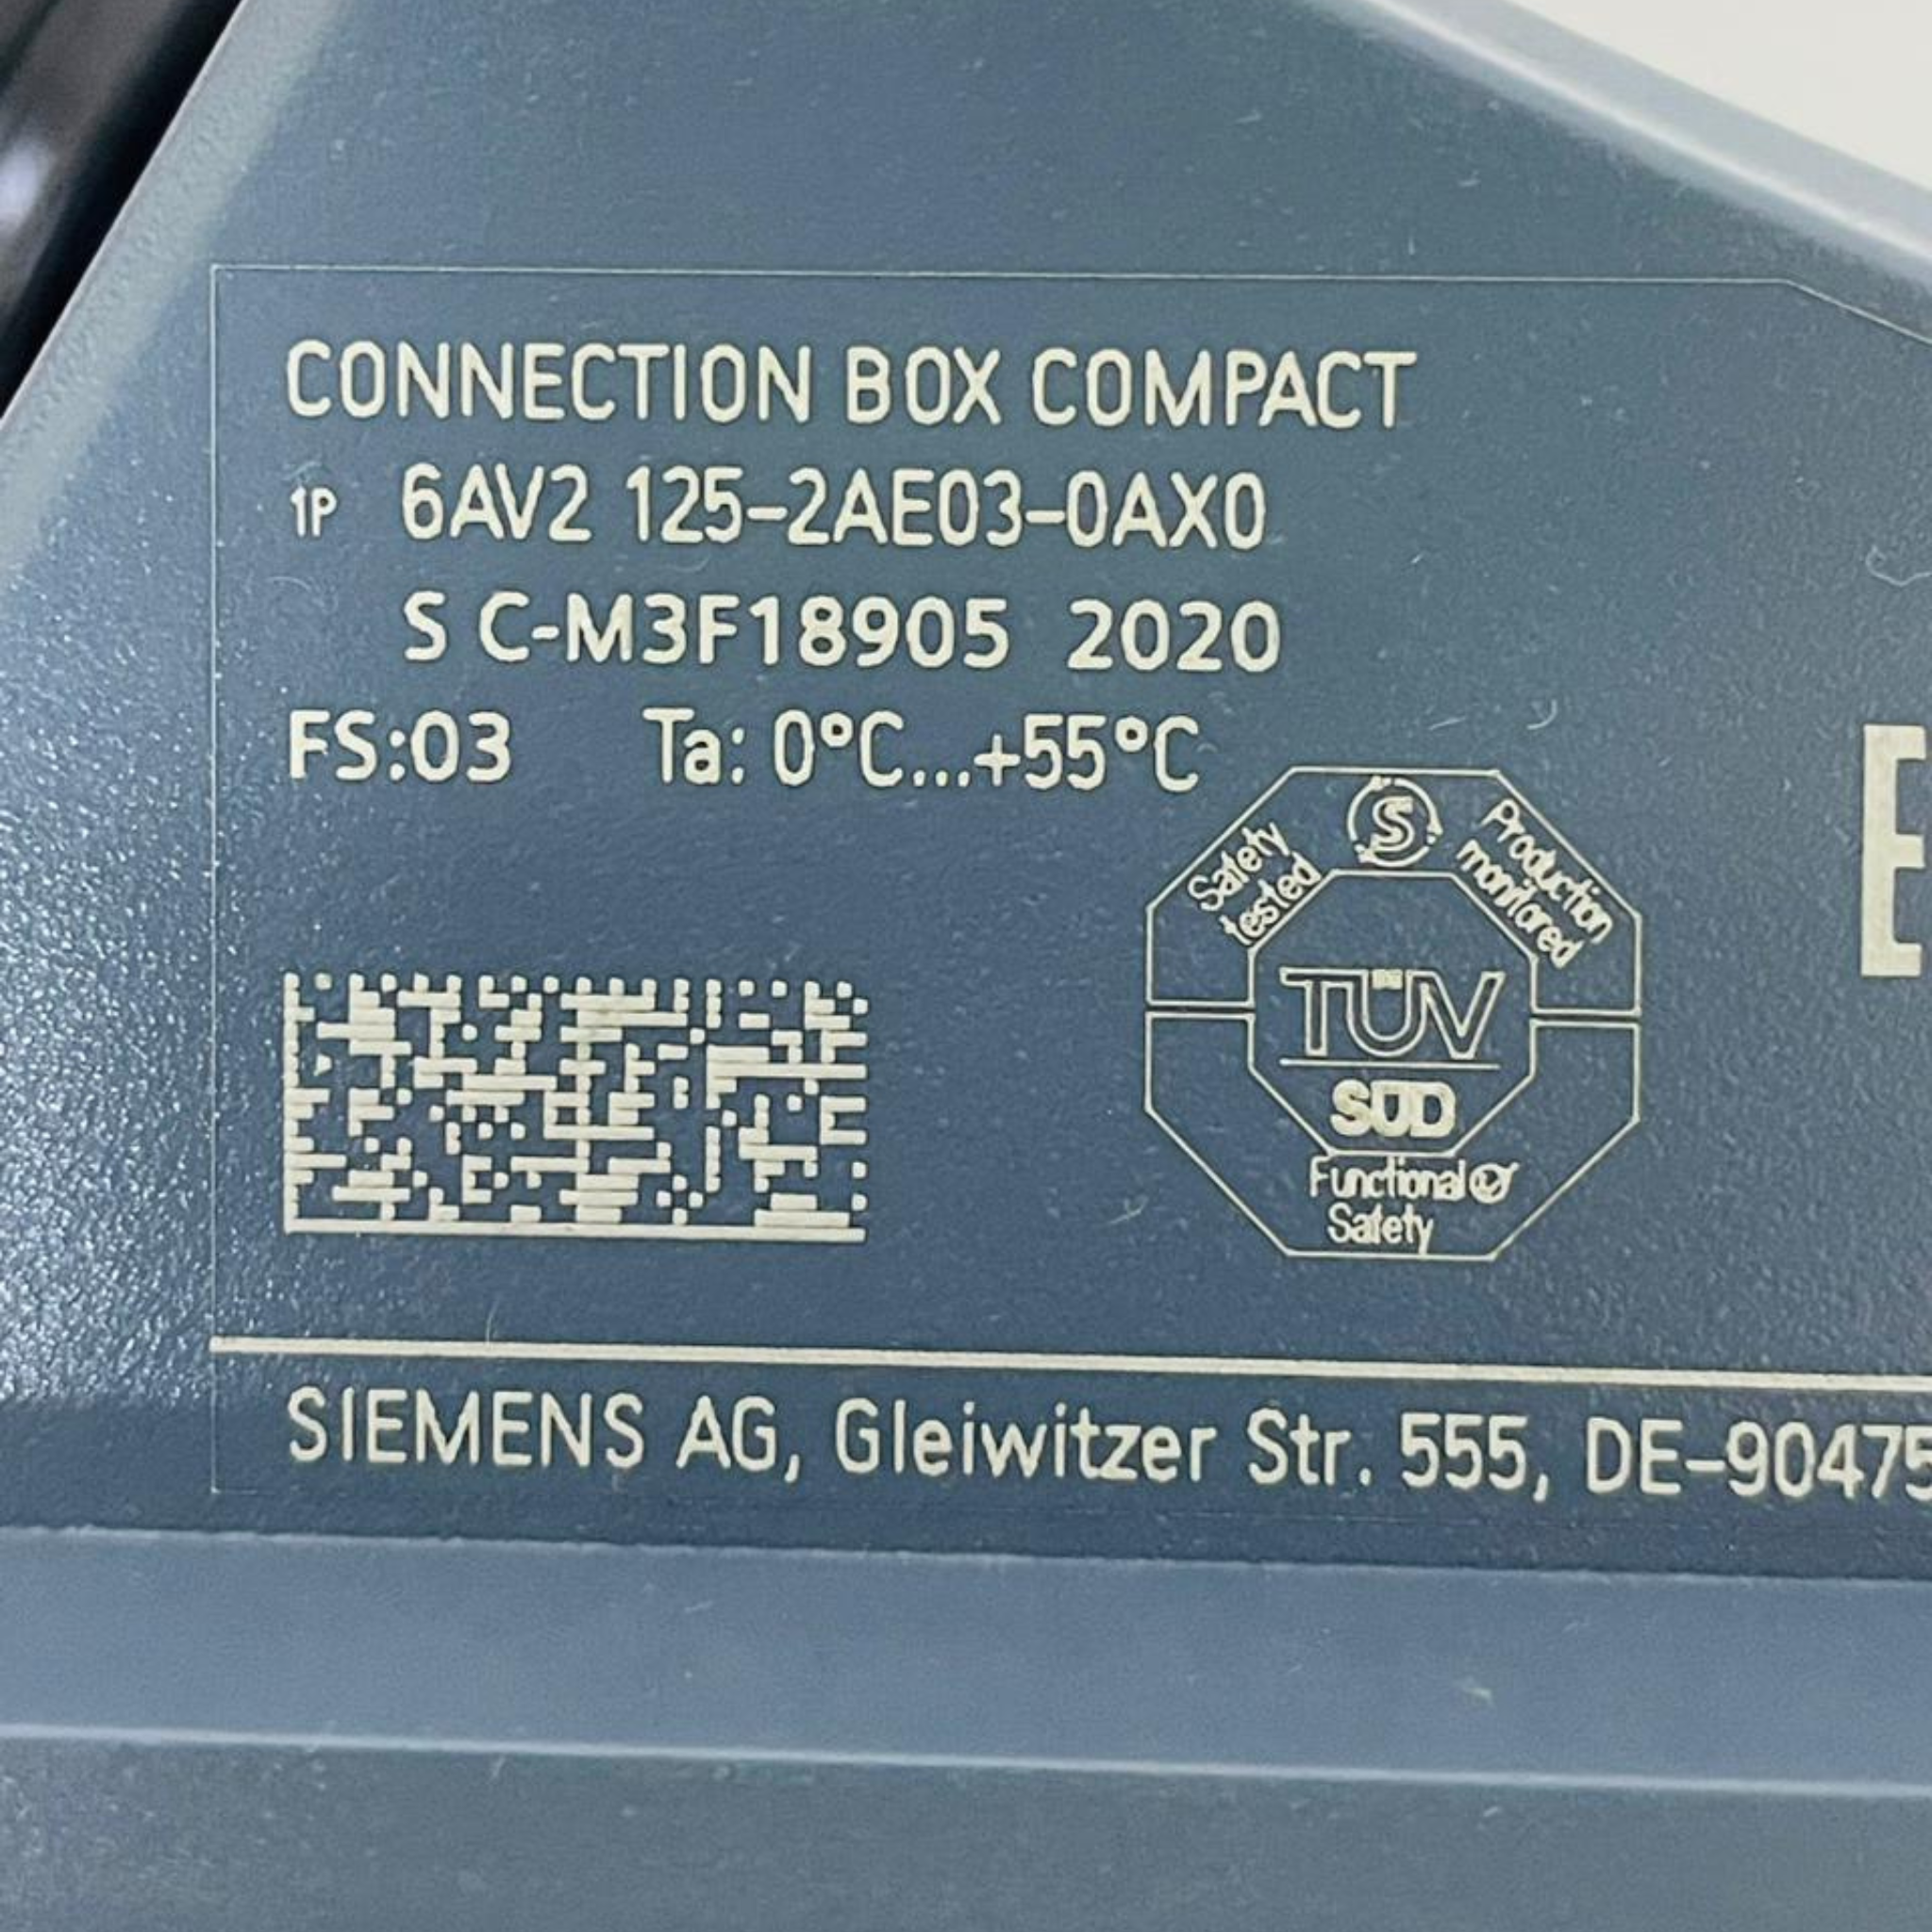 CONNECTION BOX COMPACT
1P 6AV2 125-2AE03-0AX0
S C-M3F18905 2020
FS:03 Ta: 0°C...+55°C
Safety
tested
S
Production
monitored
TÜV
SÜD
Functional
Safety
E
SIEMENS AG, Gleiwitzer Str. 555, DE-90475